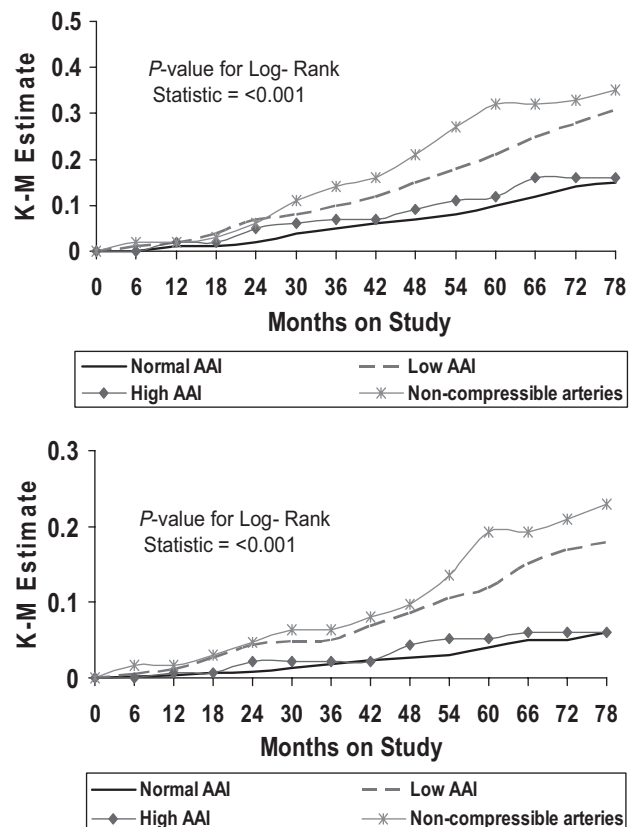 0.5
0.4
0.3
0.2
0.1
0
K-M Estimate
P-value for Log- Rank
Statistic = <0.001
0 6 12 18 24 30 36 42 48 54 60 66 72 78
Months on Study
Normal AAI Low AAI
High AAI Non-compressible arteries
0.3
0.2
0.1
0
K-M Estimate
P-value for Log- Rank
Statistic = <0.001
0 6 12 18 24 30 36 42 48 54 60 66 72 78
Months on Study
Normal AAI Low AAI
High AAI Non-compressible arteries